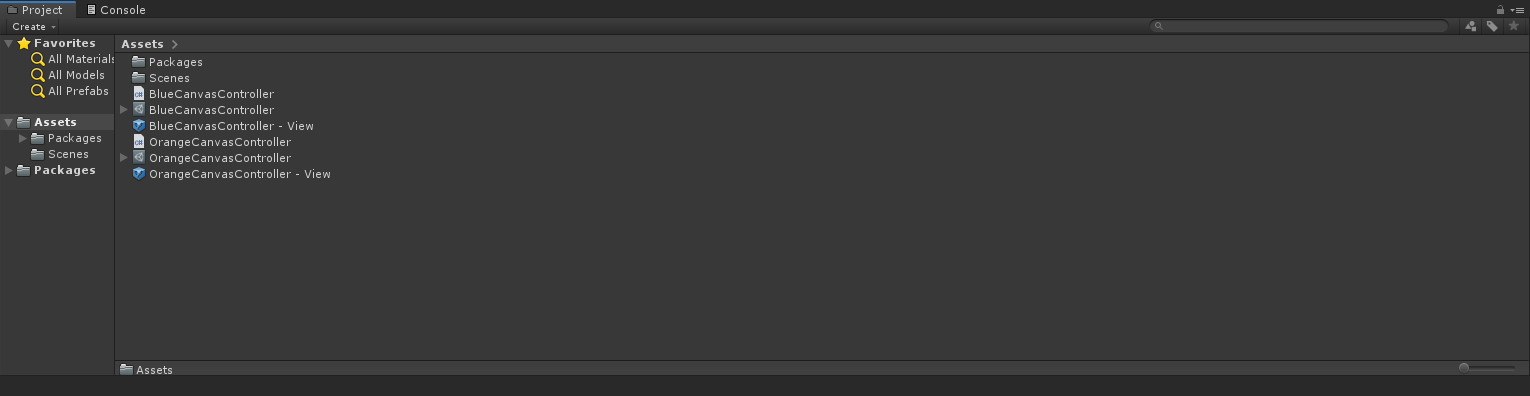 Project Console
Create
Favorites
All Materials
All Models
All Prefabs
Assets
Packages
Scenes
Packages
Assets
Packages
Scenes
BlueCanvasController
BlueCanvasController
BlueCanvasController - View
OrangeCanvasController
OrangeCanvasController
OrangeCanvasController - View
Assets